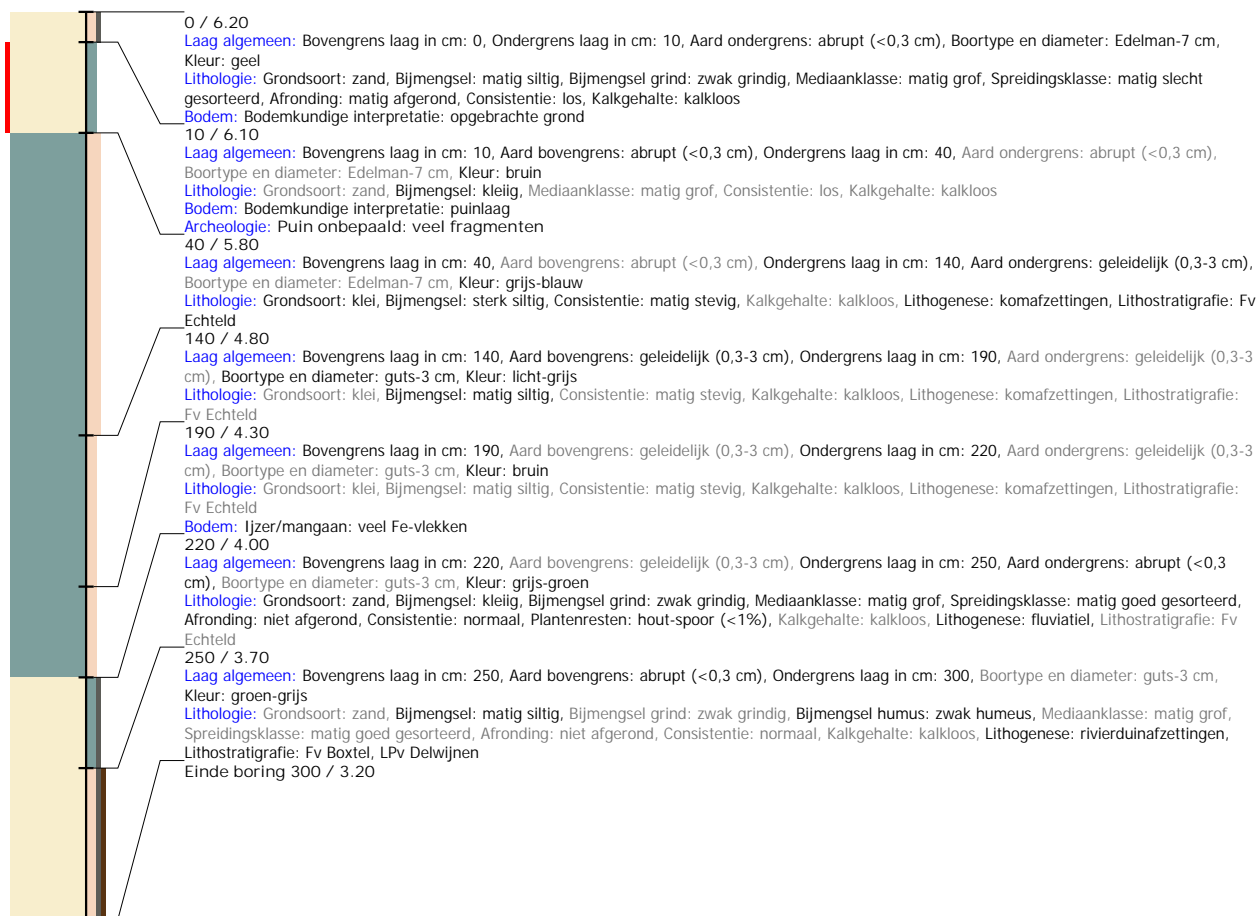 0 / 6.20
Laag algemeen: Bovengrens laag in cm: 0, Ondergrens laag in cm: 10, Aard ondergrens: abrupt (<0,3 cm), Boortype en diameter: Edelman-7 cm,
Kleur: geel
Lithologie: Grondsoort: zand, Bijmengsel: matig siltig, Bijmengsel grind: zwak grindig, Mediaanklasse: matig grof, Spreidingsklasse: matig slecht
gesorteerd, Afronding: matig afgerond, Consistentie: los, Kalkgehalte: kalkloos
Bodem: Bodemkundige interpretatie: opgebrachte grond
10 / 6.10
Laag algemeen: Bovengrens laag in cm: 10, Aard bovengrens: abrupt (<0,3 cm), Ondergrens laag in cm: 40, Aard ondergrens: abrupt (<0,3 cm),
Boortype en diameter: Edelman-7 cm, Kleur: bruin
Lithologie: Grondsoort: zand, Bijmengsel: kleiig, Mediaanklasse: matig grof, Consistentie: los, Kalkgehalte: kalkloos
Bodem: Bodemkundige interpretatie: puinlaag
Archeologie: Puin onbepaald: veel fragmenten
40 / 5.80
Laag algemeen: Bovengrens laag in cm: 40, Aard bovengrens: abrupt (<0,3 cm), Ondergrens laag in cm: 140, Aard ondergrens: geleidelijk (0,3-3 cm),
Boortype en diameter: Edelman-7 cm, Kleur: grijs-blauw
Lithologie: Grondsoort: klei, Bijmengsel: sterk siltig, Consistentie: matig stevig, Kalkgehalte: kalkloos, Lithogenese: komafzettingen, Lithostratigrafie: Fv
Echteld
140 / 4.80
Laag algemeen: Bovengrens laag in cm: 140, Aard bovengrens: geleidelijk (0,3-3 cm), Ondergrens laag in cm: 190, Aard ondergrens: geleidelijk (0,3-3
cm), Boortype en diameter: guts-3 cm, Kleur: licht-grijs
Lithologie: Grondsoort: klei, Bijmengsel: matig siltig, Consistentie: matig stevig, Kalkgehalte: kalkloos, Lithogenese: komafzettingen, Lithostratigrafie:
Fv Echteld
190 / 4.30
Laag algemeen: Bovengrens laag in cm: 190, Aard bovengrens: geleidelijk (0,3-3 cm), Ondergrens laag in cm: 220, Aard ondergrens: geleidelijk (0,3-3
cm), Boortype en diameter: guts-3 cm, Kleur: bruin
Lithologie: Grondsoort: klei, Bijmengsel: matig siltig, Consistentie: matig stevig, Kalkgehalte: kalkloos, Lithogenese: komafzettingen, Lithostratigrafie:
Fv Echteld
Bodem: Ijzer/mangaan: veel Fe-vlekken
220 / 4.00
Laag algemeen: Bovengrens laag in cm: 220, Aard bovengrens: geleidelijk (0,3-3 cm), Ondergrens laag in cm: 250, Aard ondergrens: abrupt (<0,3
cm), Boortype en diameter: guts-3 cm, Kleur: grijs-groen
Lithologie: Grondsoort: zand, Bijmengsel: kleiig, Bijmengsel grind: zwak grindig, Mediaanklasse: matig grof, Spreidingsklasse: matig goed gesorteerd,
Afronding: niet afgerond, Consistentie: normaal, Plantenresten: hout-spoor (<1%), Kalkgehalte: kalkloos, Lithogenese: fluviatiel, Lithostratigrafie: Fv
Echteld
250 / 3.70
Laag algemeen: Bovengrens laag in cm: 250, Aard bovengrens: abrupt (<0,3 cm), Ondergrens laag in cm: 300, Boortype en diameter: guts-3 cm,
Kleur: groen-grijs
Lithologie: Grondsoort: zand, Bijmengsel: matig siltig, Bijmengsel grind: zwak grindig, Bijmengsel humus: zwak humeus, Mediaanklasse: matig grof,
Spreidingsklasse: matig goed gesorteerd, Afronding: niet afgerond, Consistentie: normaal, Kalkgehalte: kalkloos, Lithogenese: rivierduinafzettingen,
Lithostratigrafie: Fv Boxtel, LPv Delwijnen
Einde boring 300 / 3.20